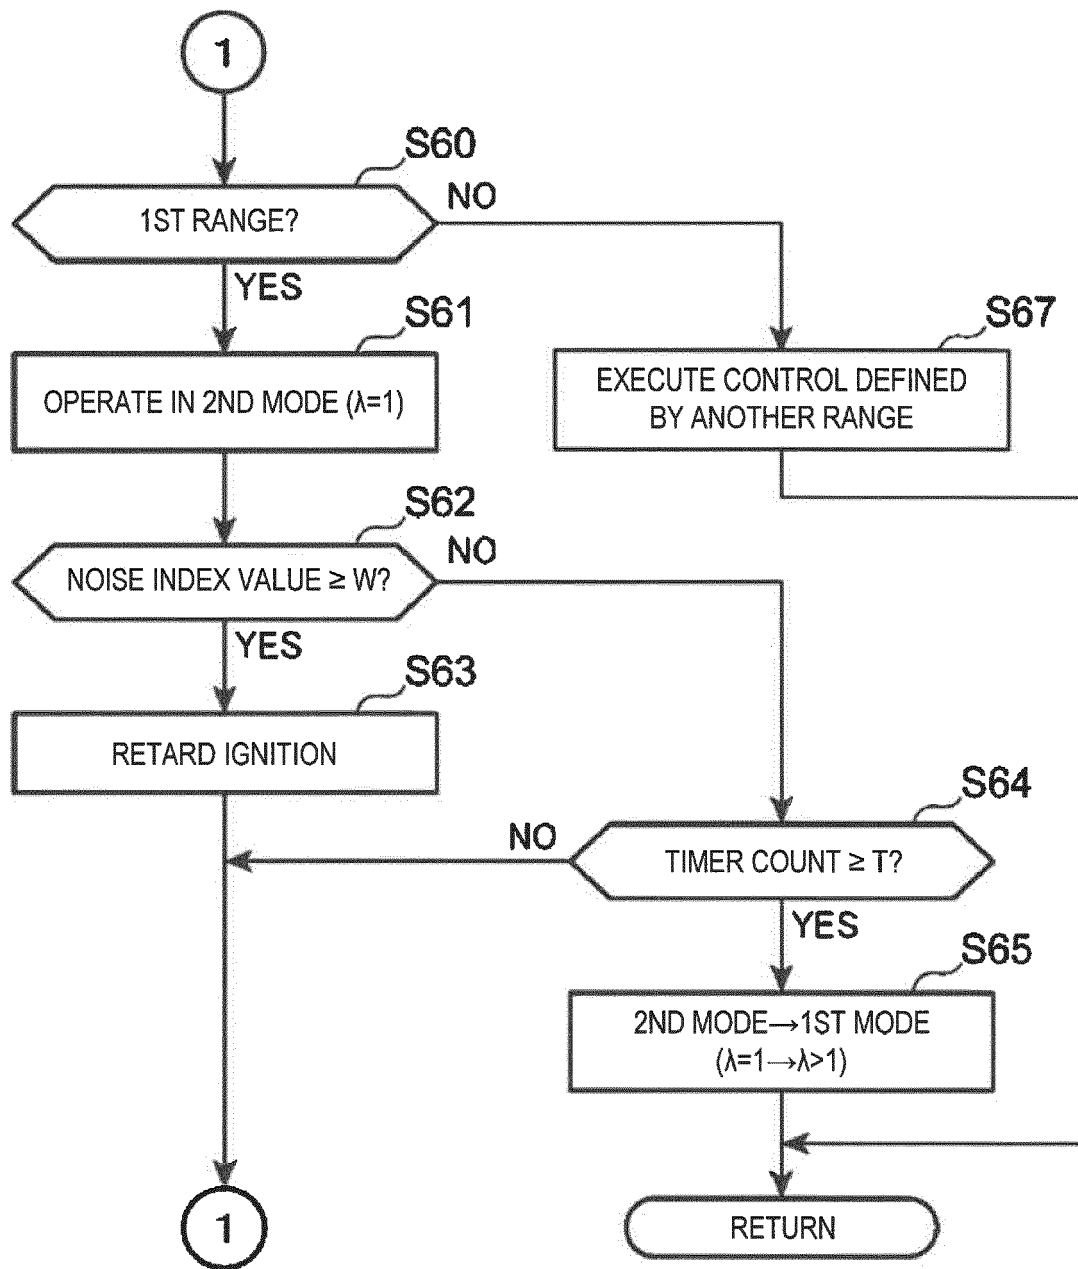 1
S60
1ST RANGE?
NO
YES
S61
OPERATE IN 2ND MODE (λ=1)
S67
EXECUTE CONTROL DEFINED
BY ANOTHER RANGE
S62
NOISE INDEX VALUE ≥ W?
NO
YES
S63
RETARD IGNITION
S64
TIMER COUNT ≥ T?
NO
YES
S65
2ND MODE→1ST MODE
(λ=1→λ>1)
1
RETURN